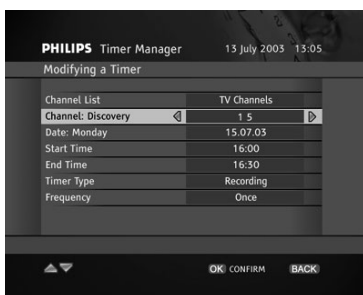 PHILIPS Timer Manager 13 July 2003 13:05
Modifying a Timer
Channel List TV Channels
Channel: Discovery 1 5
Date: Monday 15.07.03
Start Time 16:00
End Time 16:30
Timer Type Recording
Frequency Once
OK CONFIRM BACK